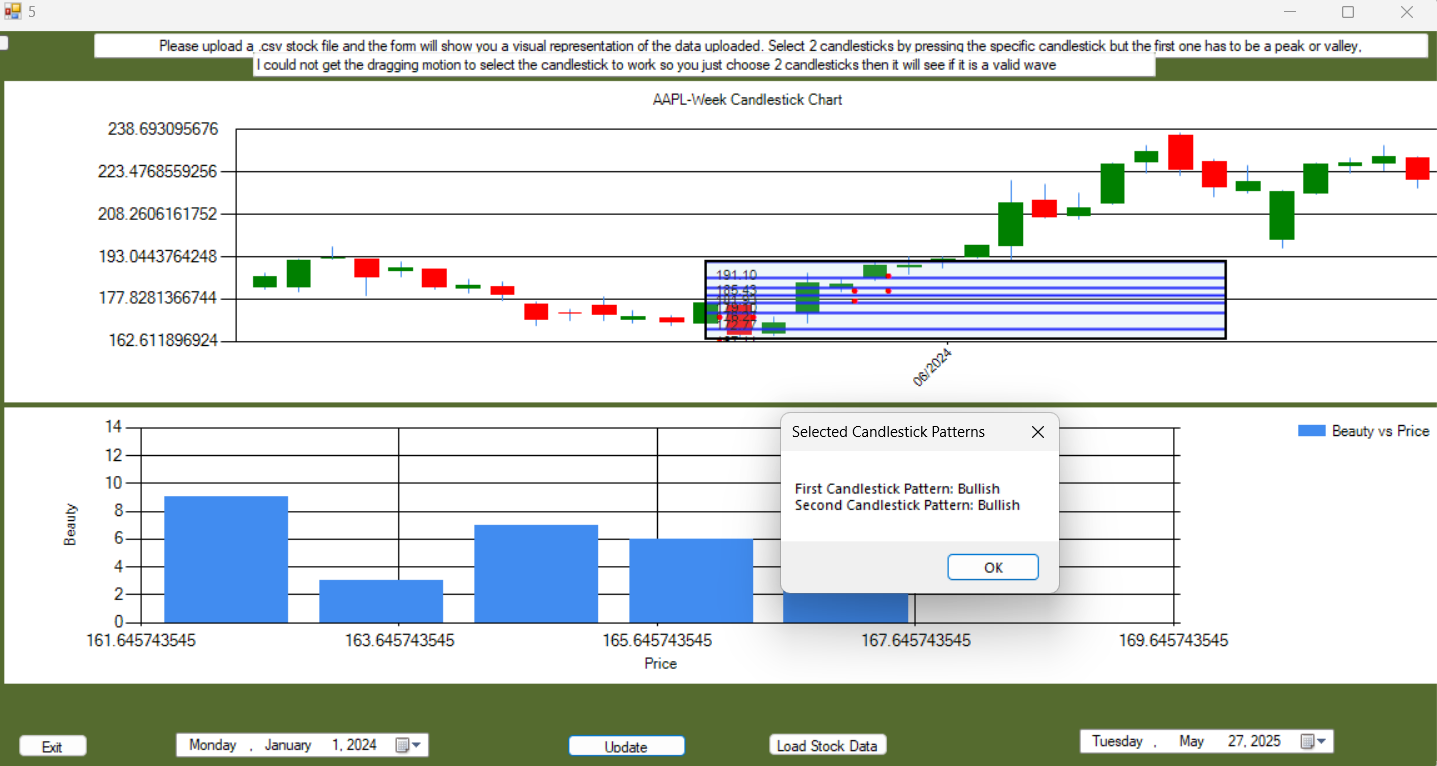 5
Please upload a .csv stock file and the form will show you a visual representation of the data uploaded. Select 2 candlesticks by pressing the specific candlestick but the first one has to be a peak or valley,
I could not get the dragging motion to select the candlestick to work so you just choose 2 candlesticks then it will see if it is a valid wave
AAPL-Week Candlestick Chart
238.693095676
223.4768559256
208.2606161752
193.0443764248
177.8281366744
162.611896924
191.10
185.43
172.77
06/2024
14
12
10
8
6
4
2
0
Beauty
161.645743545
163.645743545
165.645743545
167.645743545
169.645743545
Price
Beauty vs Price
Selected Candlestick Patterns
First Candlestick Pattern: Bullish
Second Candlestick Pattern: Bullish
OK
Exit
Monday , January 1, 2024
Update
Load Stock Data
Tuesday , May 27, 2025